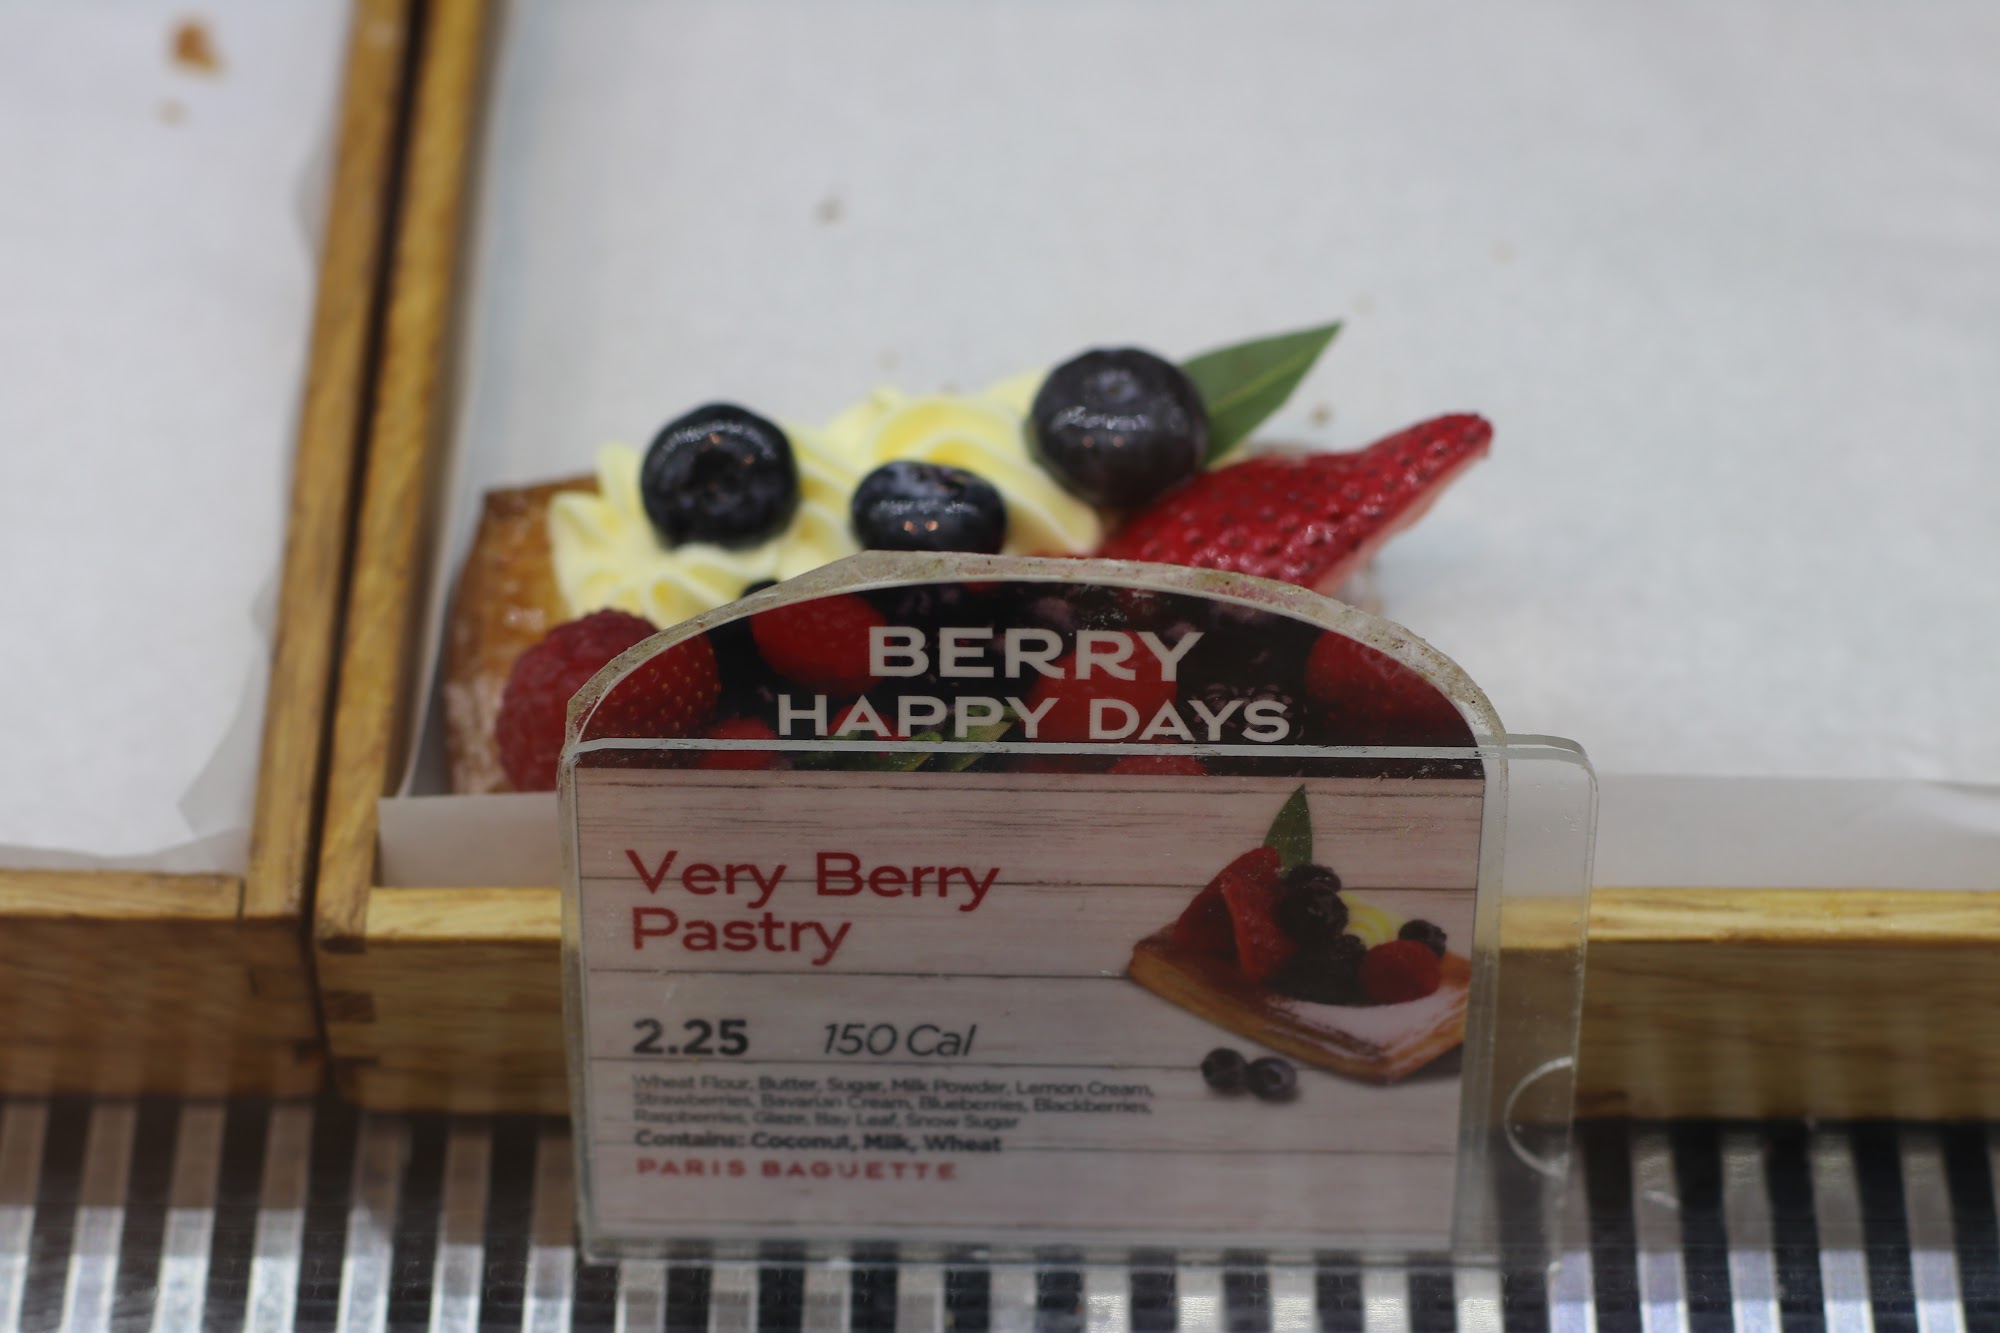 BERRY
HAPPY DAYS
Very Berry
Pastry
2.25 150 Cal
Wheat Flour, Butter, Sugar, Milk Powder, Lemon Cream,
Strawberries, Bavarian Cream, Blueberries, Blackberries,
Raspberries, Glaze, Bay Leaf, Snow Sugar
Contains: Coconut, Milk, Wheat
PARIS BAGUETTE